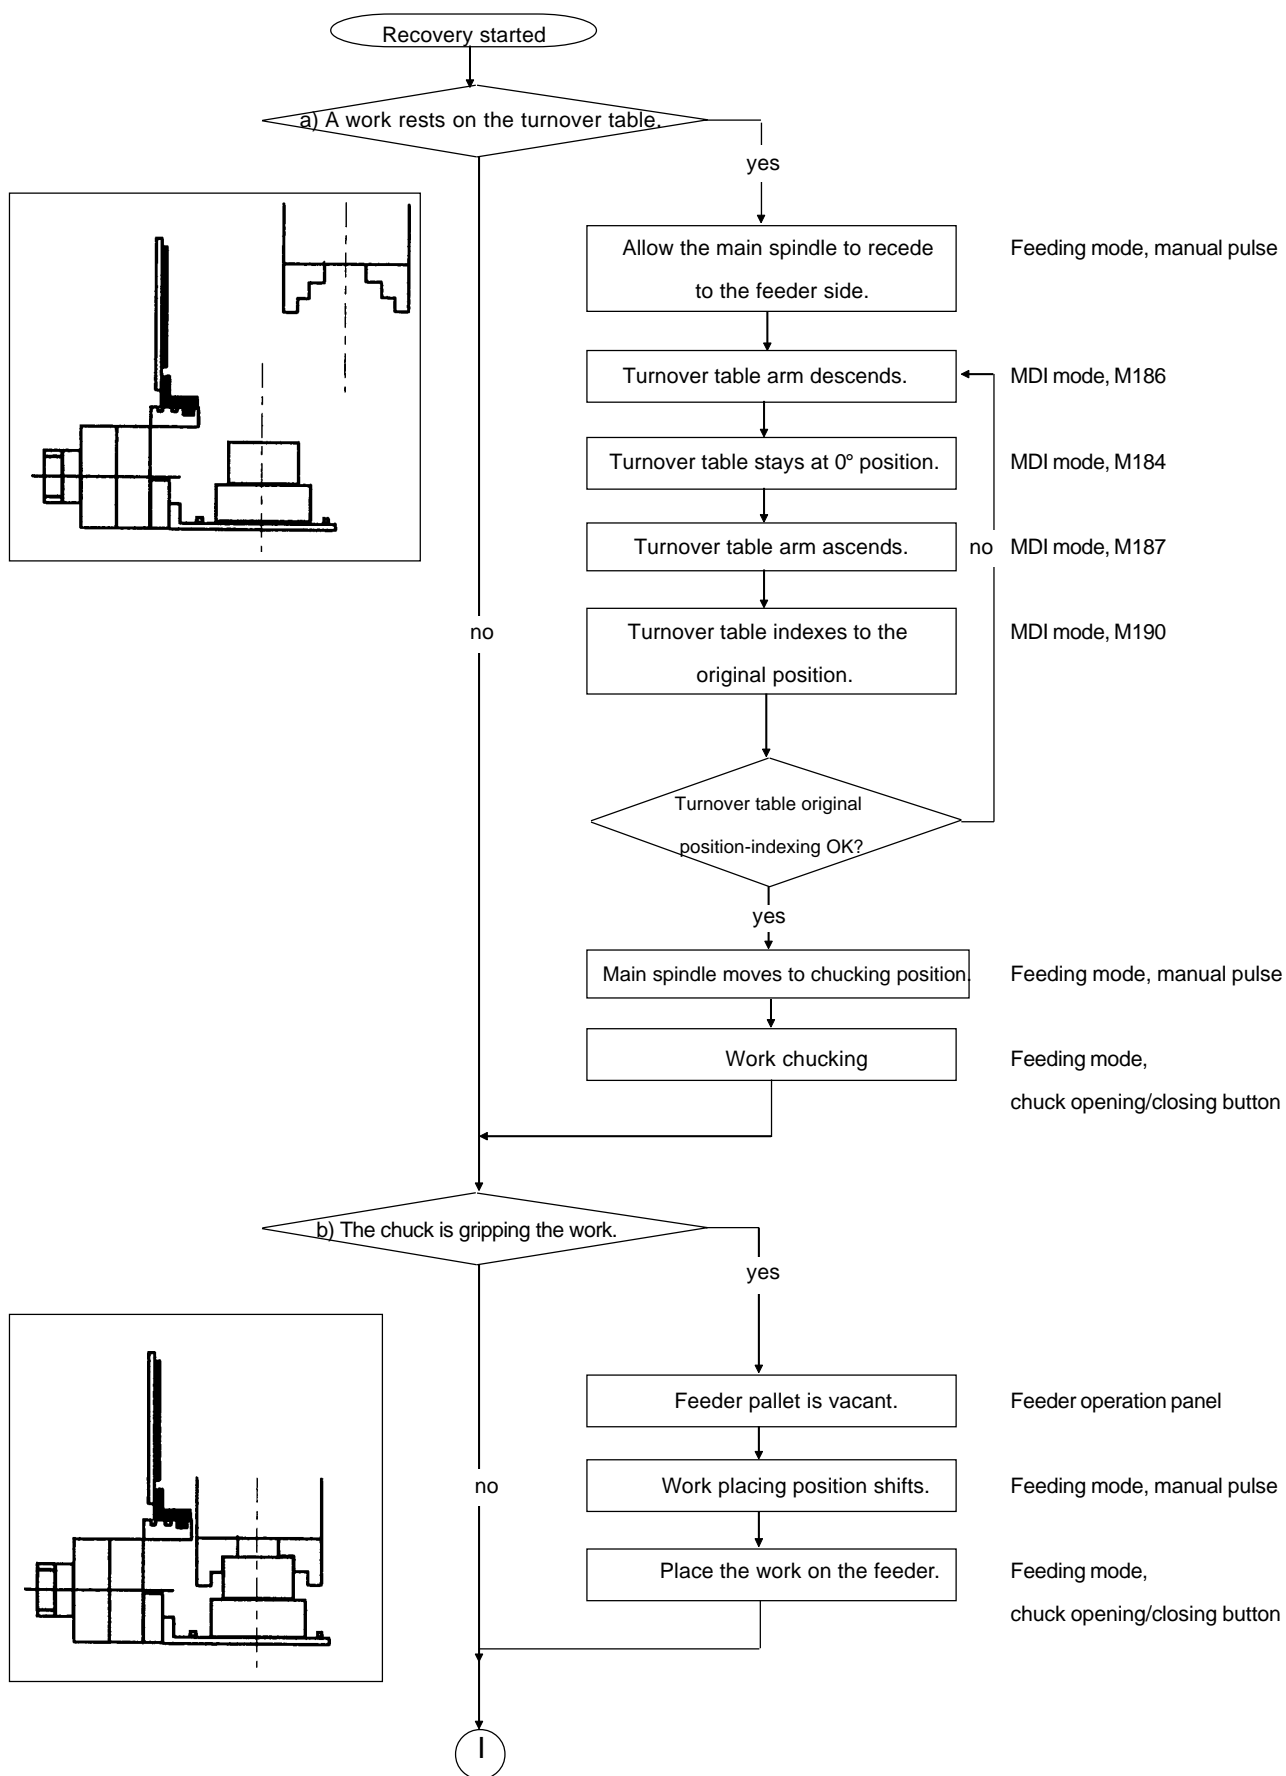 Recovery started
a) A work rests on the turnover table.
yes
Allow the main spindle to recede
to the feeder side.
Feeding mode, manual pulse
Turnover table arm descends.
MDI mode, M186
Turnover table stays at 0° position.
MDI mode, M184
Turnover table arm ascends.
no
MDI mode, M187
no
Turnover table indexes to the
original position.
MDI mode, M190
Turnover table original
position-indexing OK?
yes
Main spindle moves to chucking position.
Feeding mode, manual pulse
Work chucking
Feeding mode,
chuck opening/closing button
b) The chuck is gripping the work.
yes
Feeder pallet is vacant.
Feeder operation panel
no
Work placing position shifts.
Feeding mode, manual pulse
Place the work on the feeder.
Feeding mode,
chuck opening/closing button
I